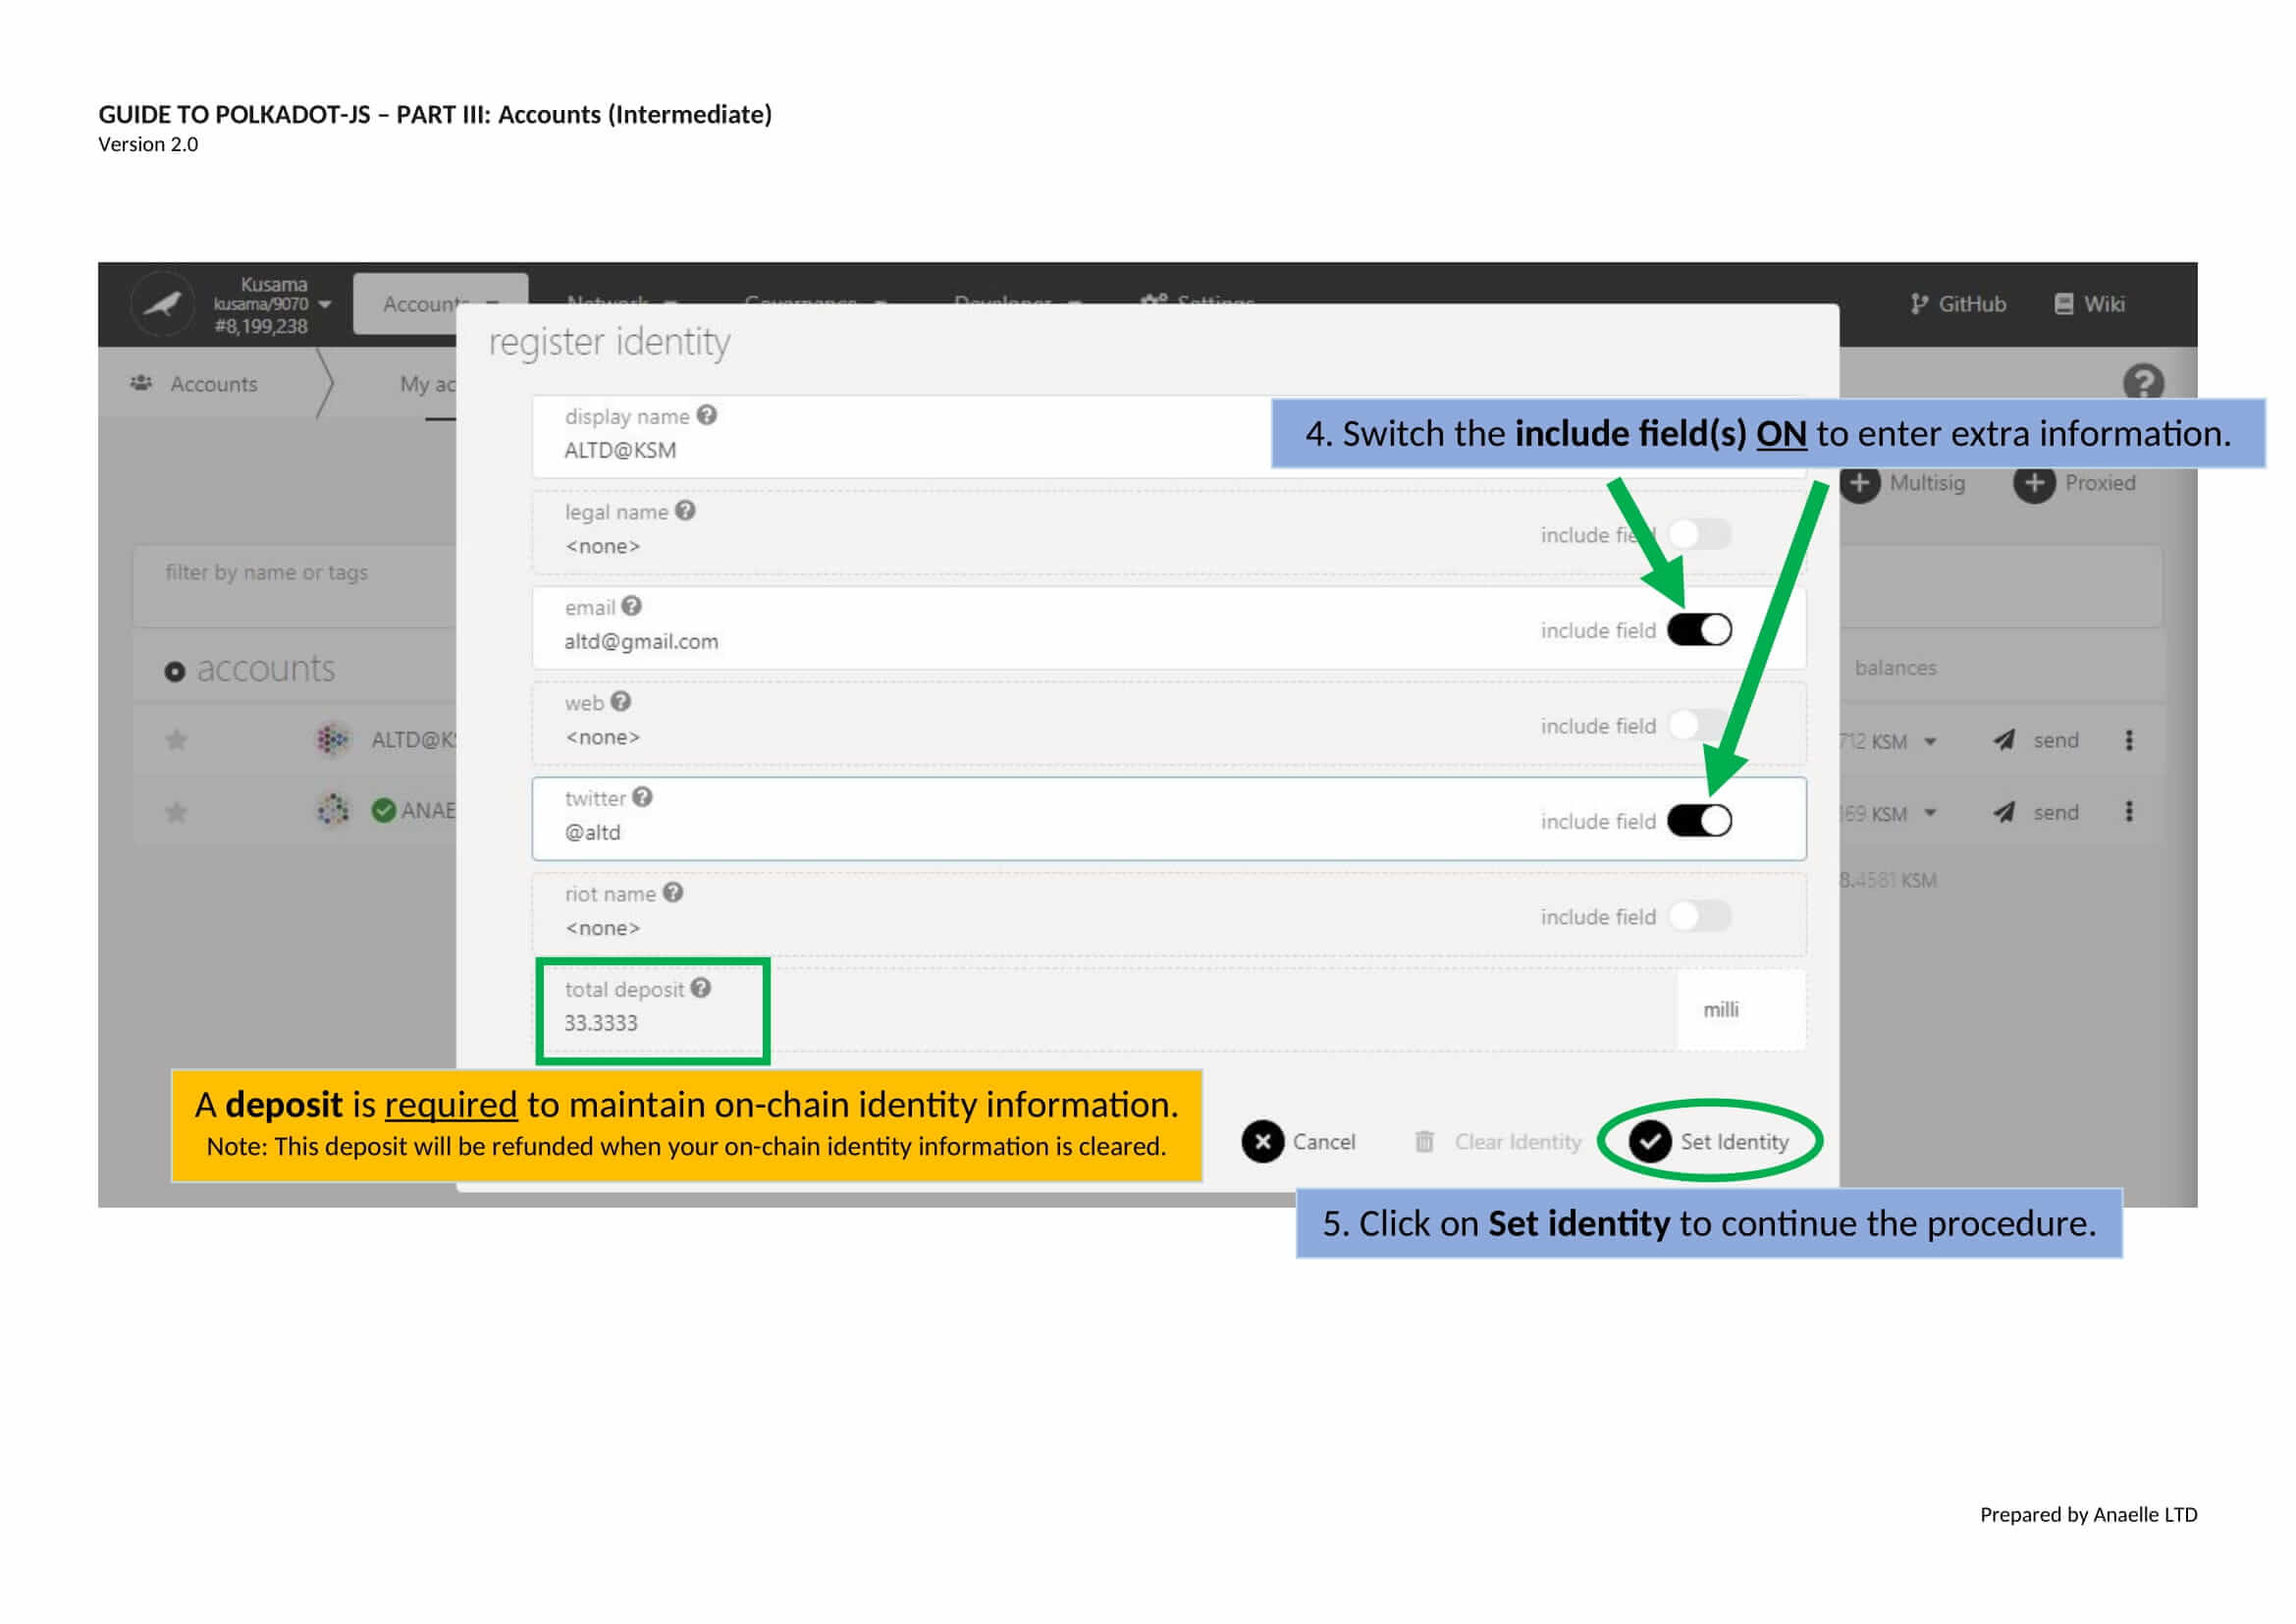 GUIDE TO POLKADOT-JS – PART III: Accounts (Intermediate)
Version 2.0
Kusama
kusama/9070
#8,199,238
Accounts
Network
Governance
Developer
Settings
GitHub
Wiki
register identity
Accounts
My ac
display name
ALTD@KSM
4. Switch the include field(s) ON to enter extra information.
Multisig
Proxied
legal name
<none>
include field
filter by name or tags
email
altd@gmail.com
include field
accounts
balances
web
<none>
include field
ALTD@K
712 KSM
send
twitter
@altd
include field
ANAE
169 KSM
send
riot name
<none>
include field
8.4581 KSM
total deposit
33.3333
milli
A deposit is required to maintain on-chain identity information.
Note: This deposit will be refunded when your on-chain identity information is cleared.
Cancel
Clear Identity
Set Identity
5. Click on Set identity to continue the procedure.
Prepared by Anaelle LTD